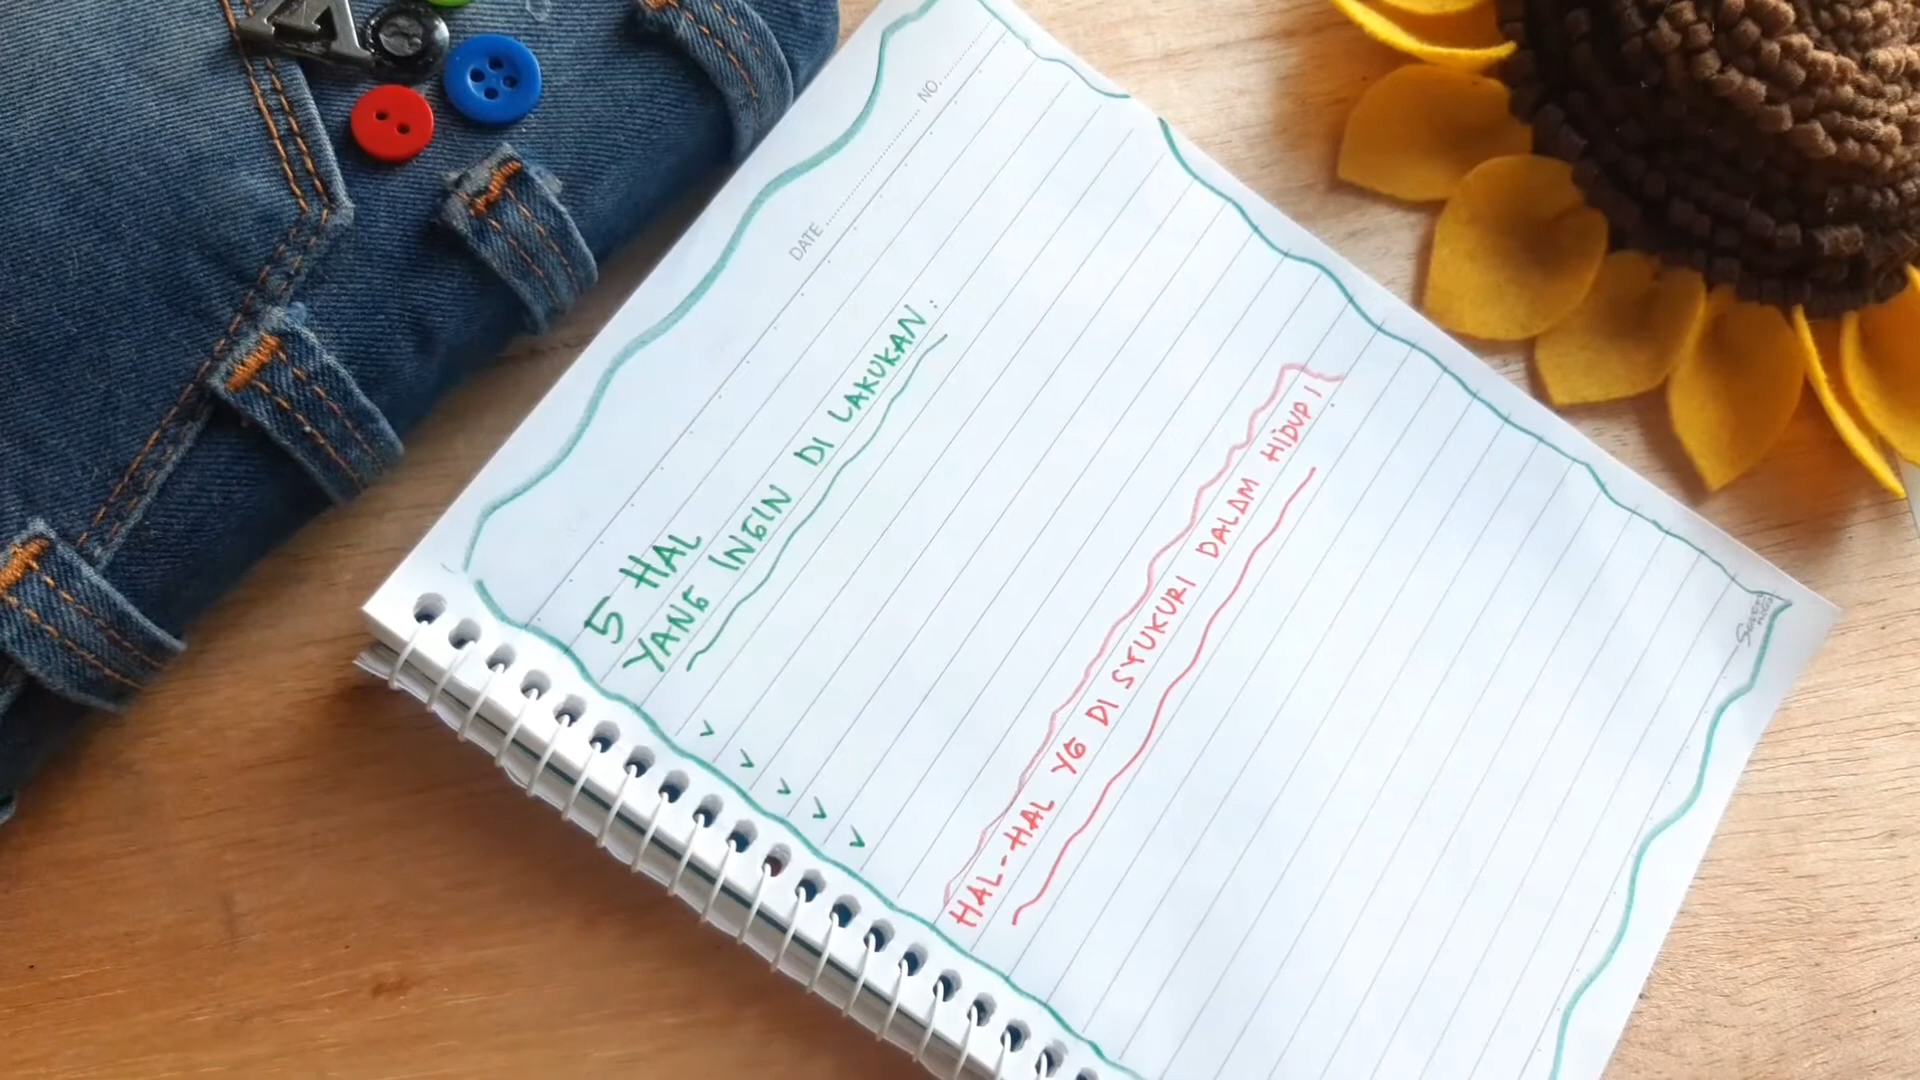 A
NO.
DATE
5 HAL
YANG INGIN DI LAKUKAN :
HAL-HAL YG DI SYUKURI DALAM HIDUP !